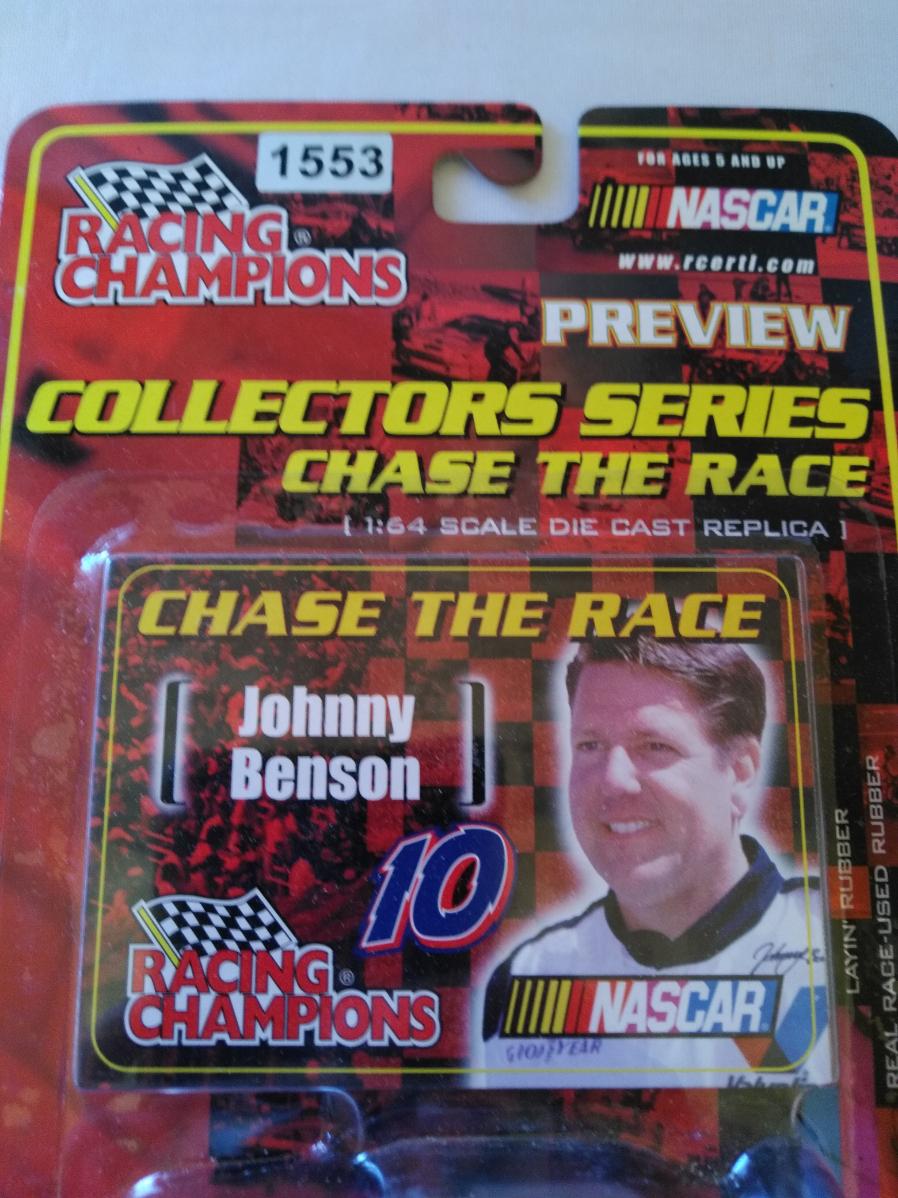 1553
RACING
CHAMPIONS®
FOR AGES 5 AND UP
NASCAR
www.rcertl.com
PREVIEW
COLLECTORS SERIES
CHASE THE RACE
[ 1:64 SCALE DIE CAST REPLICA ]
CHASE THE RACE
Johnny
Benson
10
RACING
CHAMPIONS®
NASCAR
GOODYEAR
LAYIN' RUBBER
REAL RACE-USED RUBBER